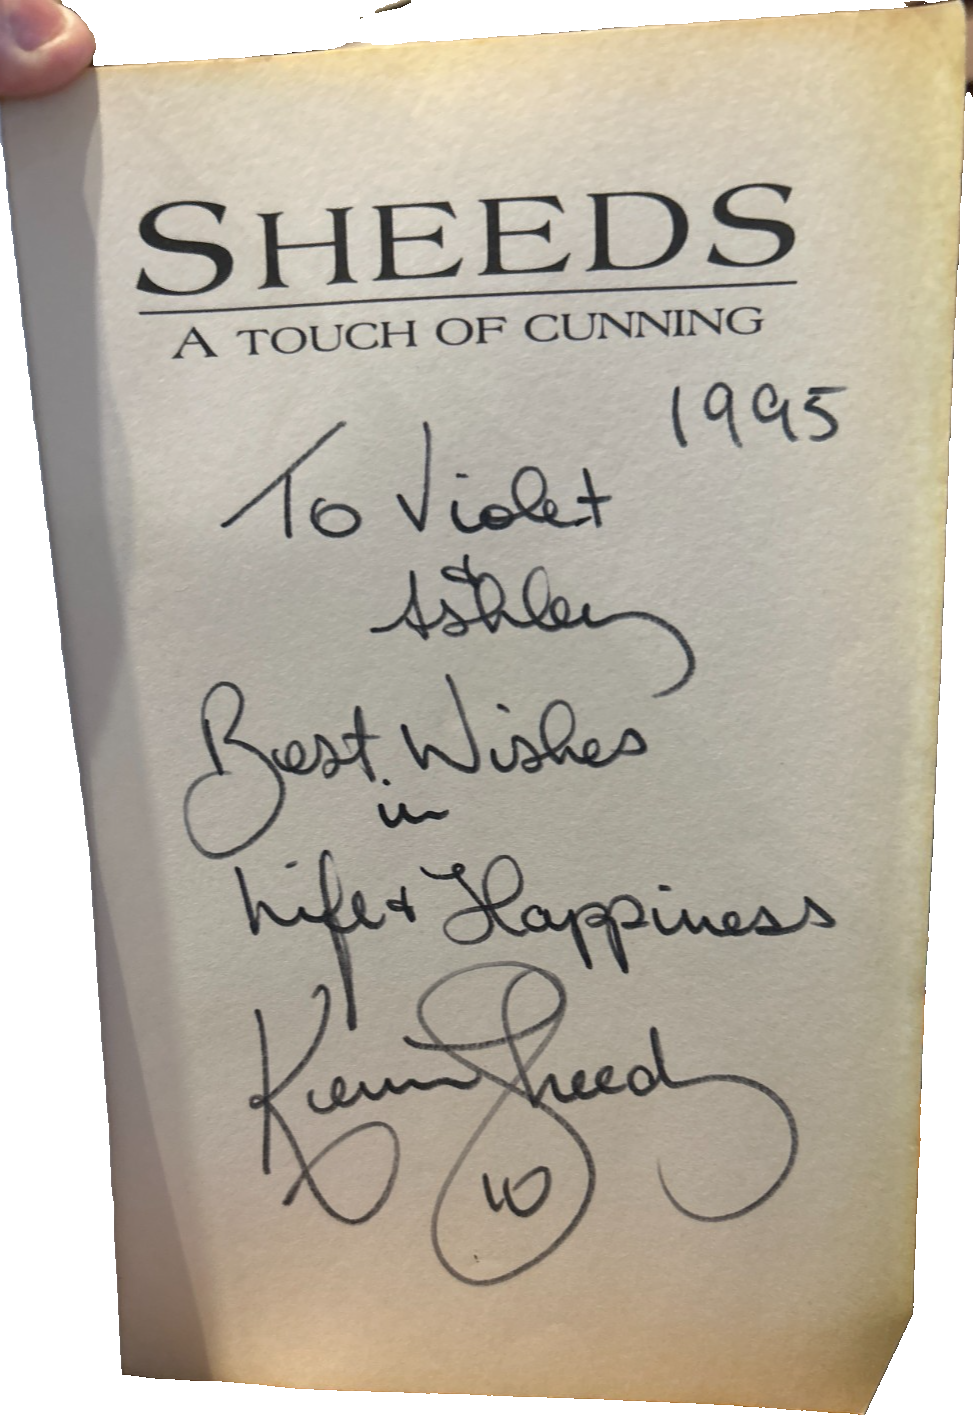 SHEEDS
A TOUCH OF CUNNING
1995
To Violet
&
Ashley
Best Wishes
in
Life & Happiness
Kevin Sheedy
10